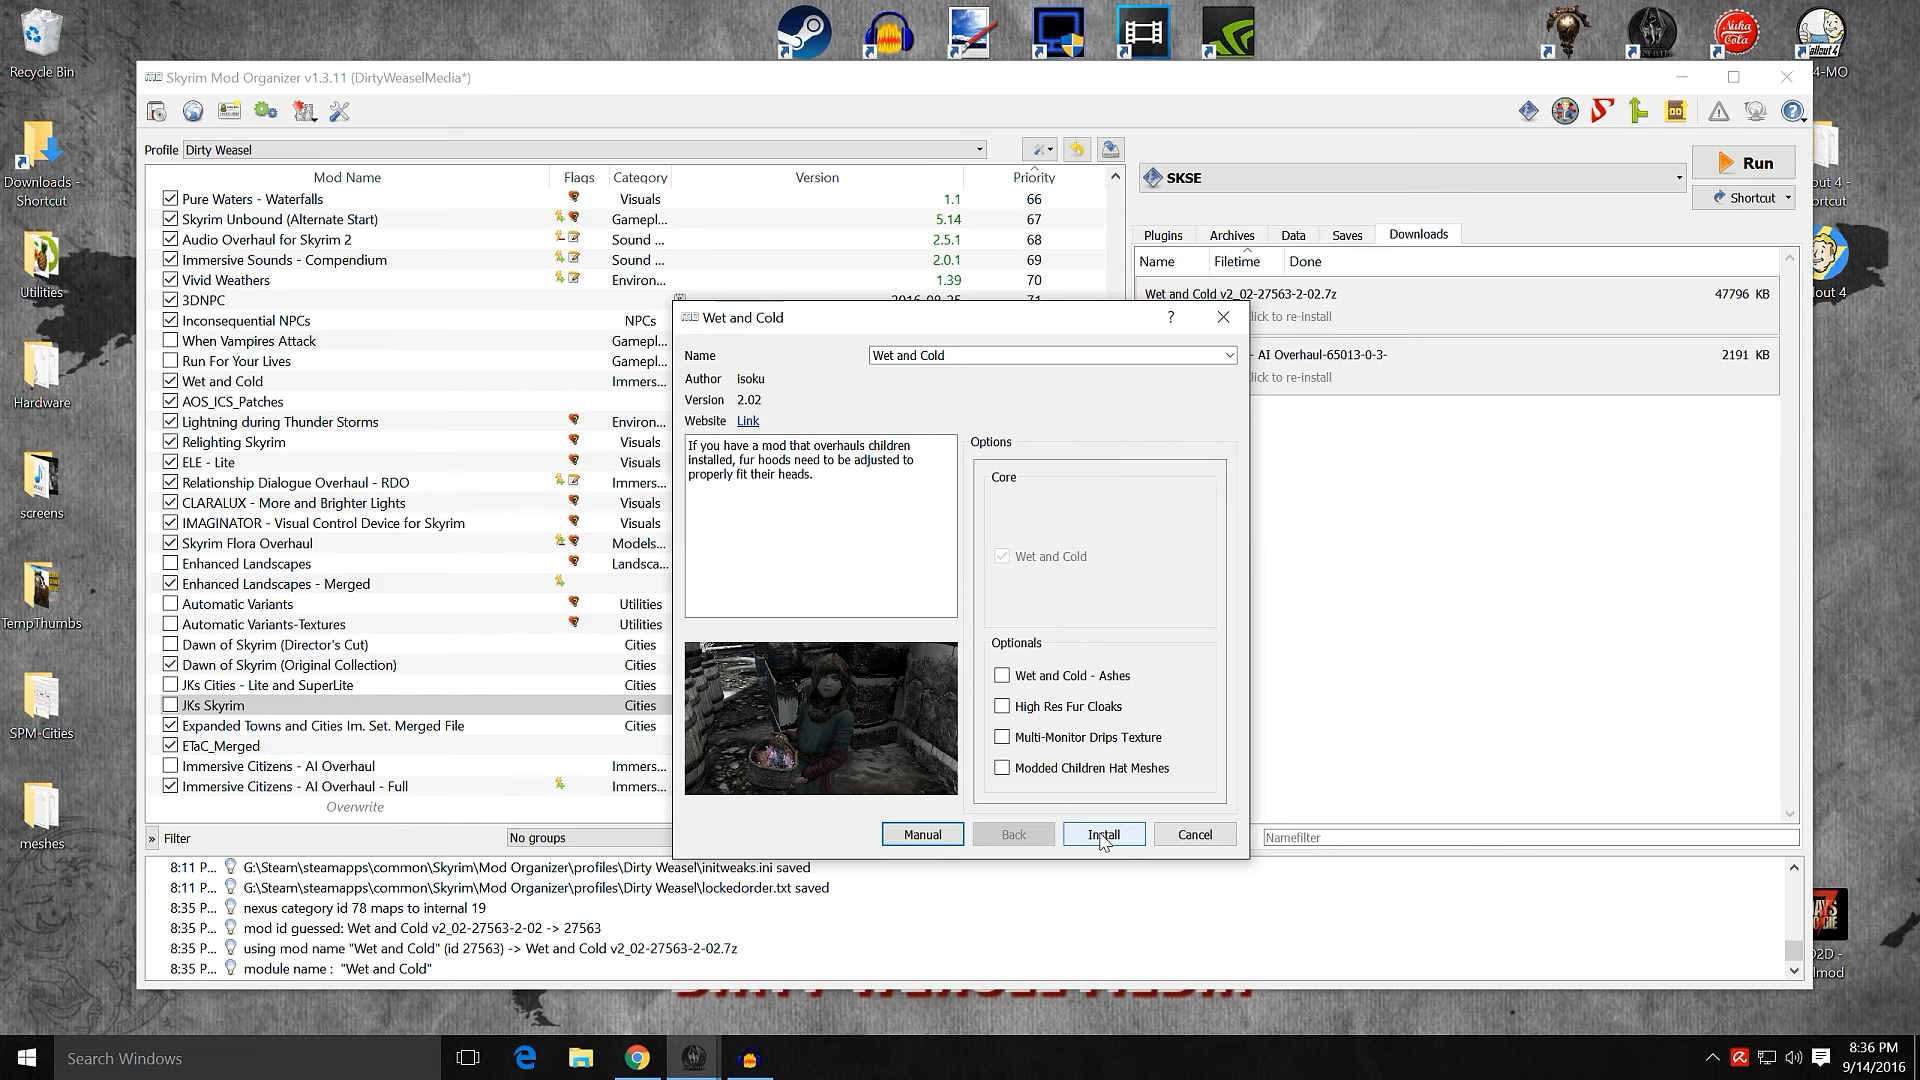 Recycle Bin
Downloads -
Shortcut
Utilities
Hardware
screens
TempThumbs
SPM-Cities
meshes
Skyrim Mod Organizer v1.3.11 (DirtyWeaselMedia*)
Profile Dirty Weasel
Mod Name Flags Category Version Priority
Pure Waters - Waterfalls Visuals 1.1 66
Skyrim Unbound (Alternate Start) Gamepl... 5.14 67
Audio Overhaul for Skyrim 2 Sound ... 2.5.1 68
Immersive Sounds - Compendium Sound ... 2.0.1 69
Vivid Weathers Environ... 1.39 70
3DNPC
Inconsequential NPCs NPCs
When Vampires Attack Gamepl...
Run For Your Lives Gamepl...
Wet and Cold Immers...
AOS_ICS_Patches
Lightning during Thunder Storms Environ...
Relighting Skyrim Visuals
ELE - Lite Visuals
Relationship Dialogue Overhaul - RDO Immers...
CLARALUX - More and Brighter Lights Visuals
IMAGINATOR - Visual Control Device for Skyrim Visuals
Skyrim Flora Overhaul Models...
Enhanced Landscapes Landsca...
Enhanced Landscapes - Merged
Automatic Variants Utilities
Automatic Variants-Textures Utilities
Dawn of Skyrim (Director's Cut) Cities
Dawn of Skyrim (Original Collection) Cities
JKs Cities - Lite and SuperLite Cities
JKs Skyrim Cities
Expanded Towns and Cities Im. Set. Merged File Cities
ETaC_Merged
Immersive Citizens - AI Overhaul Immers...
Immersive Citizens - AI Overhaul - Full Immers...
Overwrite
» Filter No groups
Wet and Cold ?
Name Wet and Cold
Author isoku
Version 2.02
Website Link
If you have a mod that overhauls children
installed, fur hoods need to be adjusted to
properly fit their heads.
Options
Core
Wet and Cold
Optionals
Wet and Cold - Ashes
High Res Fur Cloaks
Multi-Monitor Drips Texture
Modded Children Hat Meshes
Manual Back Install Cancel
SKSE
Run
Shortcut
Plugins Archives Data Saves Downloads
Name Filetime Done
Wet and Cold v2_02-27563-2-02.7z 47796 KB
lick to re-install
- AI Overhaul-65013-0-3- 2191 KB
lick to re-install
Namefilter
8:11 P... G:\Steam\steamapps\common\Skyrim\Mod Organizer\profiles\Dirty Weasel\initweaks.ini saved
8:11 P... G:\Steam\steamapps\common\Skyrim\Mod Organizer\profiles\Dirty Weasel\lockedorder.txt saved
8:35 P... nexus category id 78 maps to internal 19
8:35 P... mod id guessed: Wet and Cold v2_02-27563-2-02 -> 27563
8:35 P... using mod name "Wet and Cold" (id 27563) -> Wet and Cold v2_02-27563-2-02.7z
8:35 P... module name : "Wet and Cold"
Nuka
Cola
4-MO
out 4 -
ortcut
out 4
Search Windows
8:36 PM
9/14/2016